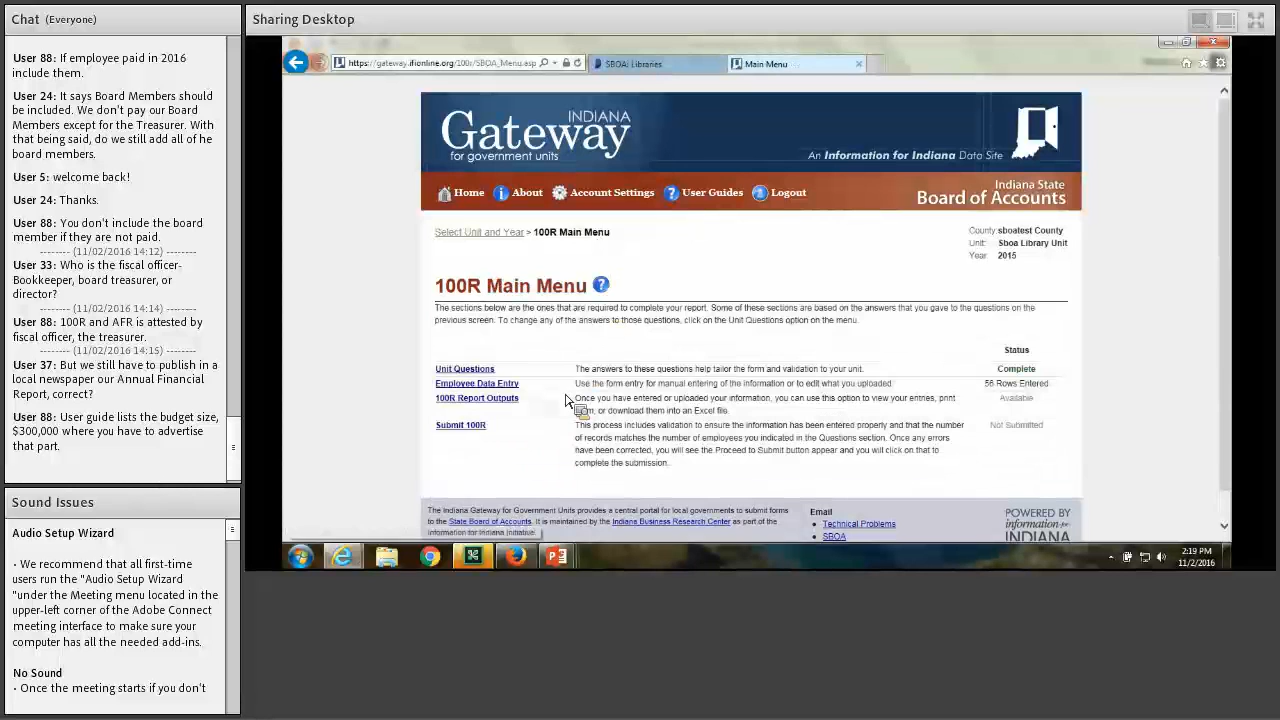 Chat (Everyone)
User 88: If employee paid in 2016
include them.
User 24: It says Board Members should
be included. We don't pay our Board
Members except for the Treasurer. With
that being said, do we still add all of he
board members.
User 5: welcome back!
User 24: Thanks.
User 88: You don't include the board
member if they are not paid.
-------- (11/02/2016 14:12) --------
User 33: Who is the fiscal officer-
Bookkeeper, board treasurer, or
director?
-------- (11/02/2016 14:14) --------
User 88: 100R and AFR is attested by
fiscal officer, the treasurer.
-------- (11/02/2016 14:15) --------
User 37: But we still have to publish in a
local newspaper our Annual Financial
Report, correct?
User 88: User guide lists the budget size,
$300,000 where you have to advertise
that part.
Sound Issues
Audio Setup Wizard
• We recommend that all first-time
users run the "Audio Setup Wizard
"under the Meeting menu located in the
upper-left corner of the Adobe Connect
meeting interface to make sure your
computer has all the needed add-ins.
No Sound
• Once the meeting starts if you don't
Sharing Desktop
https://gateway.ifionline.org/100r/SBOA_Menu.asp
SBOA: Libraries
Main Menu
INDIANA
Gateway
for government units
An Information for Indiana Data Site
Home About Account Settings User Guides Logout
Indiana State
Board of Accounts
Select Unit and Year > 100R Main Menu
County: sboatest County
Unit: Sboa Library Unit
Year 2015
100R Main Menu ?
The sections below are the ones that are required to complete your report. Some of these sections are based on the answers that you gave to the questions on the
previous screen. To change any of the answers to those questions, click on the Unit Questions option on the menu.
Status
Unit Questions The answers to these questions help tailor the form and validation to your unit. Complete
Employee Data Entry Use the form entry for manual entering of the information or to edit what you uploaded 56 Rows Entered
100R Report Outputs Once you have entered or uploaded your information, you can use this option to view your entries, print Available
or download them into an Excel file.
Submit 100R This process includes validation to ensure the information has been entered properly and that the number Not Submitted
of records matches the number of employees you indicated in the Questions section. Once any errors
have been corrected, you will see the Proceed to Submit button appear and you will click on that to
complete the submission.
The Indiana Gateway for Government Units provides a central portal for local governments to submit forms
to the State Board of Accounts. It is maintained by the Indiana Business Research Center as part of the
Information for Indiana initiative.
Email
Technical Problems
SBOA
POWERED BY
information for
INDIANA
2:19 PM
11/2/2016